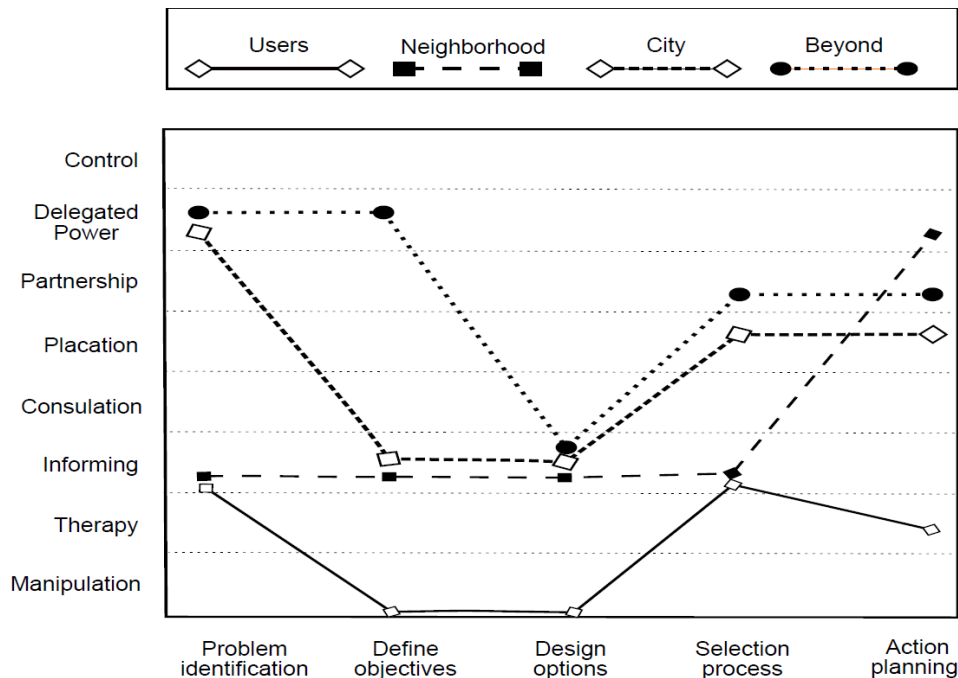 Users Neighborhood City Beyond
Control
Delegated
Power
Partnership
Placation
Consulation
Informing
Therapy
Manipulation
Problem
identification
Define
objectives
Design
options
Selection
process
Action
planning